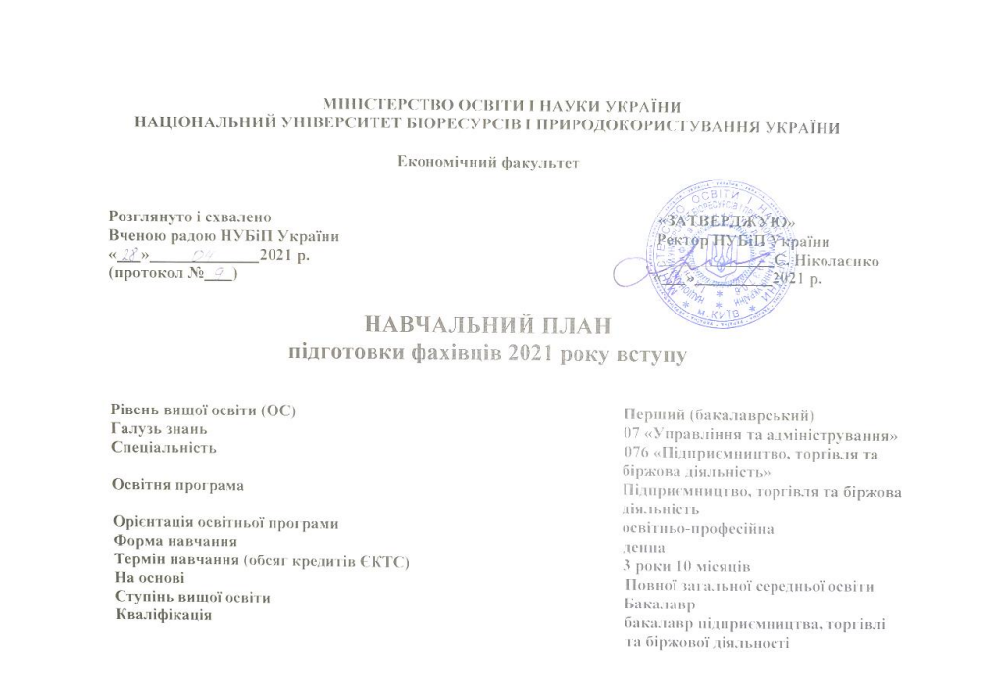 МІНІСТЕРСТВО ОСВІТИ І НАУКИ УКРАЇНИ
НАЦІОНАЛЬНИЙ УНІВЕРСИТЕТ БІОРЕСУРСІВ І ПРИРОДОКОРИСТУВАННЯ УКРАЇНИ
Економічний факультет
Розглянуто і схвалено
Вченою радою НУБіП України
«28»____04____2021 р.
(протокол №_9_)
«ЗАТВЕРДЖУЮ»
Ректор НУБіП України
С. Ніколаєнко
2021 р.
м. КИЇВ
НАВЧАЛЬНИЙ ПЛАН
підготовки фахівців 2021 року вступу
Рівень вищої освіти (ОС) Перший (бакалаврський)
Галузь знань 07 «Управління та адміністрування»
Спеціальність 076 «Підприємництво, торгівля та
біржова діяльність»
Освітня програма Підприємництво, торгівля та біржова
діяльність
Орієнтація освітньої програми освітньо-професійна
Форма навчання денна
Термін навчання (обсяг кредитів ЄКТС) 3 роки 10 місяців
На основі Повної загальної середньої освіти
Ступінь вищої освіти Бакалавр
Кваліфікація бакалавр підприємництва, торгівлі
та біржової діяльності